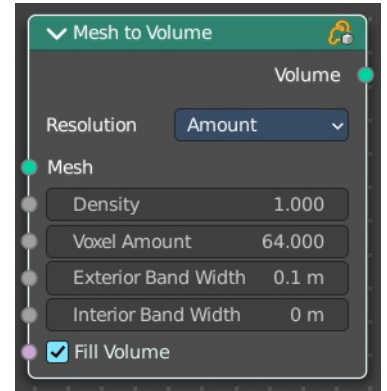 Mesh to Volume
Volume
Resolution Amount
Mesh
Density 1.000
Voxel Amount 64.000
Exterior Band Width 0.1 m
Interior Band Width 0 m
Fill Volume